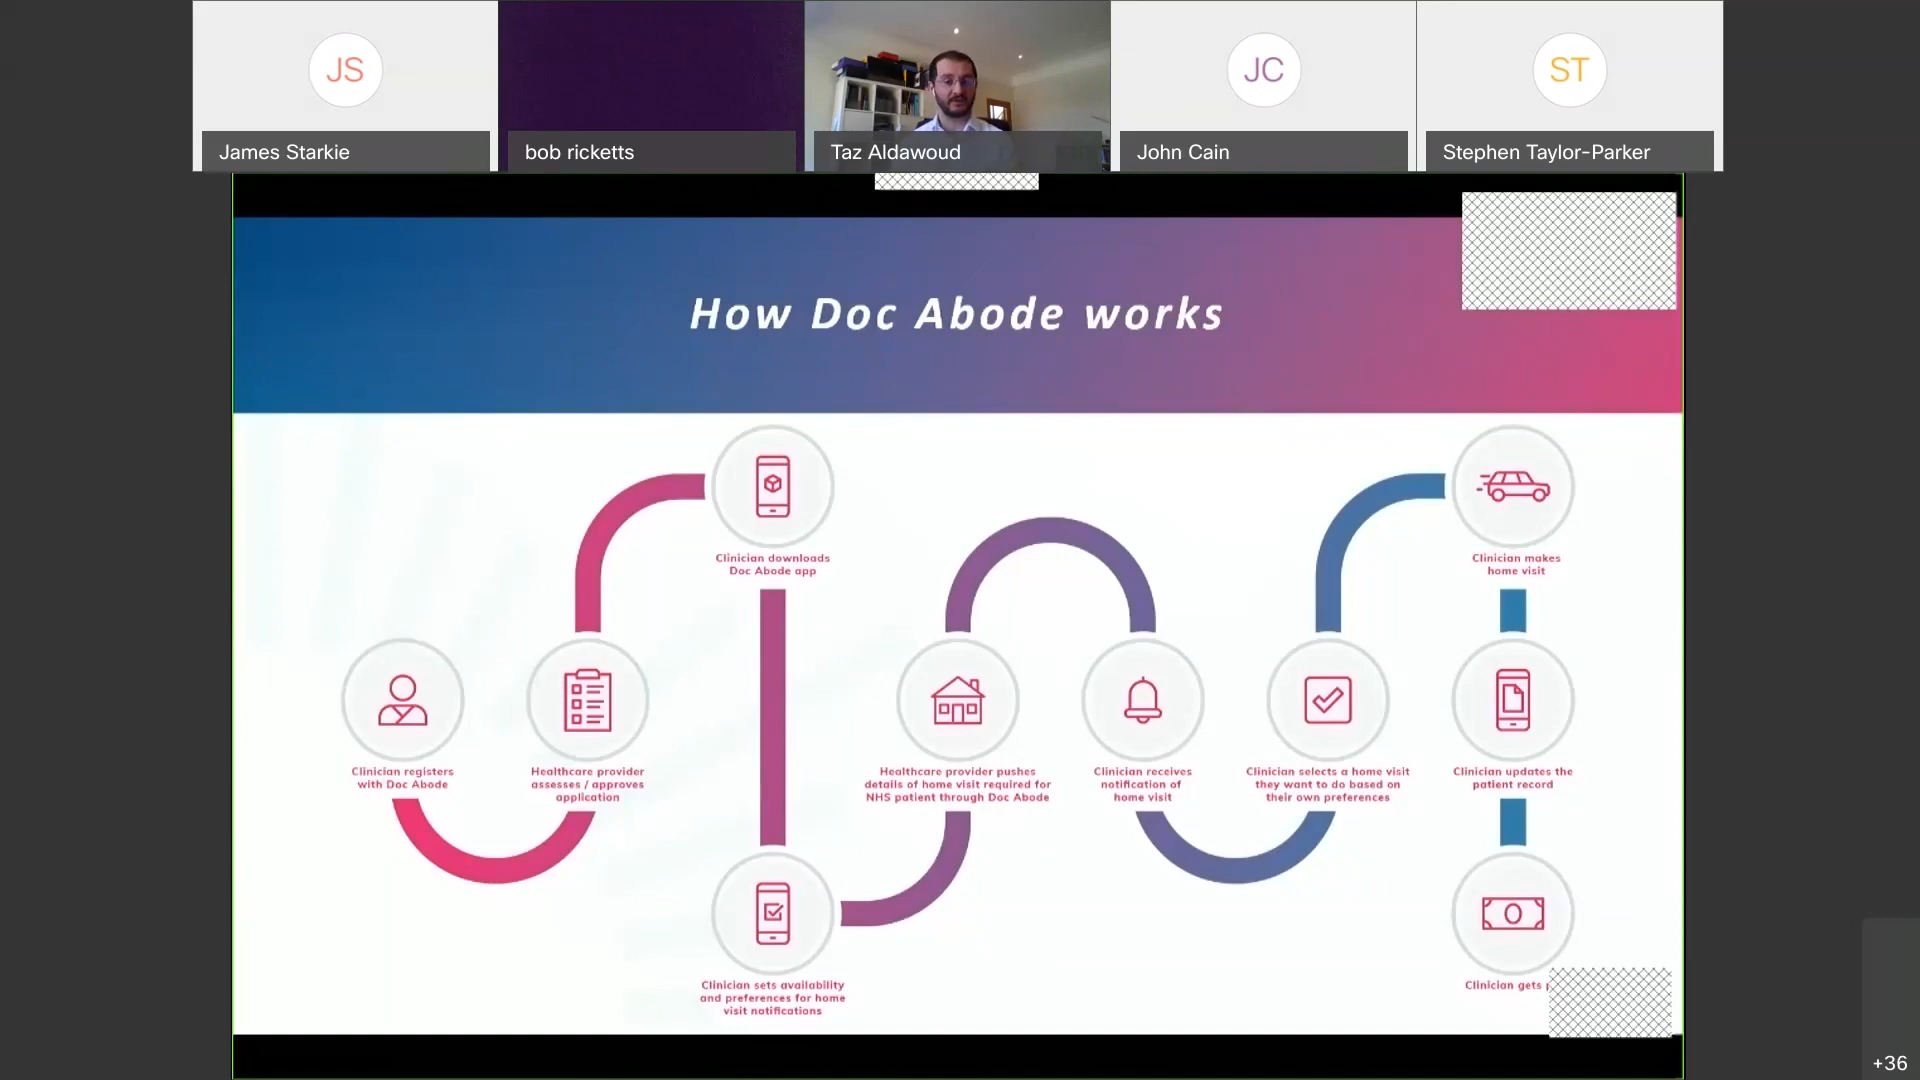 JS
James Starkie
bob ricketts
Taz Aldawoud
JC
John Cain
ST
Stephen Taylor-Parker
How Doc Abode works
Clinician registers
with Doc Abode
Healthcare provider
assesses / approves
application
Clinician downloads
Doc Abode app
Clinician sets availability
and preferences for home
visit notifications
Healthcare provider pushes
details of home visit required for
NHS patient through Doc Abode
Clinician receives
notification of
home visit
Clinician selects a home visit
they want to do based on
their own preferences
Clinician makes
home visit
Clinician updates the
patient record
Clinician gets
+36